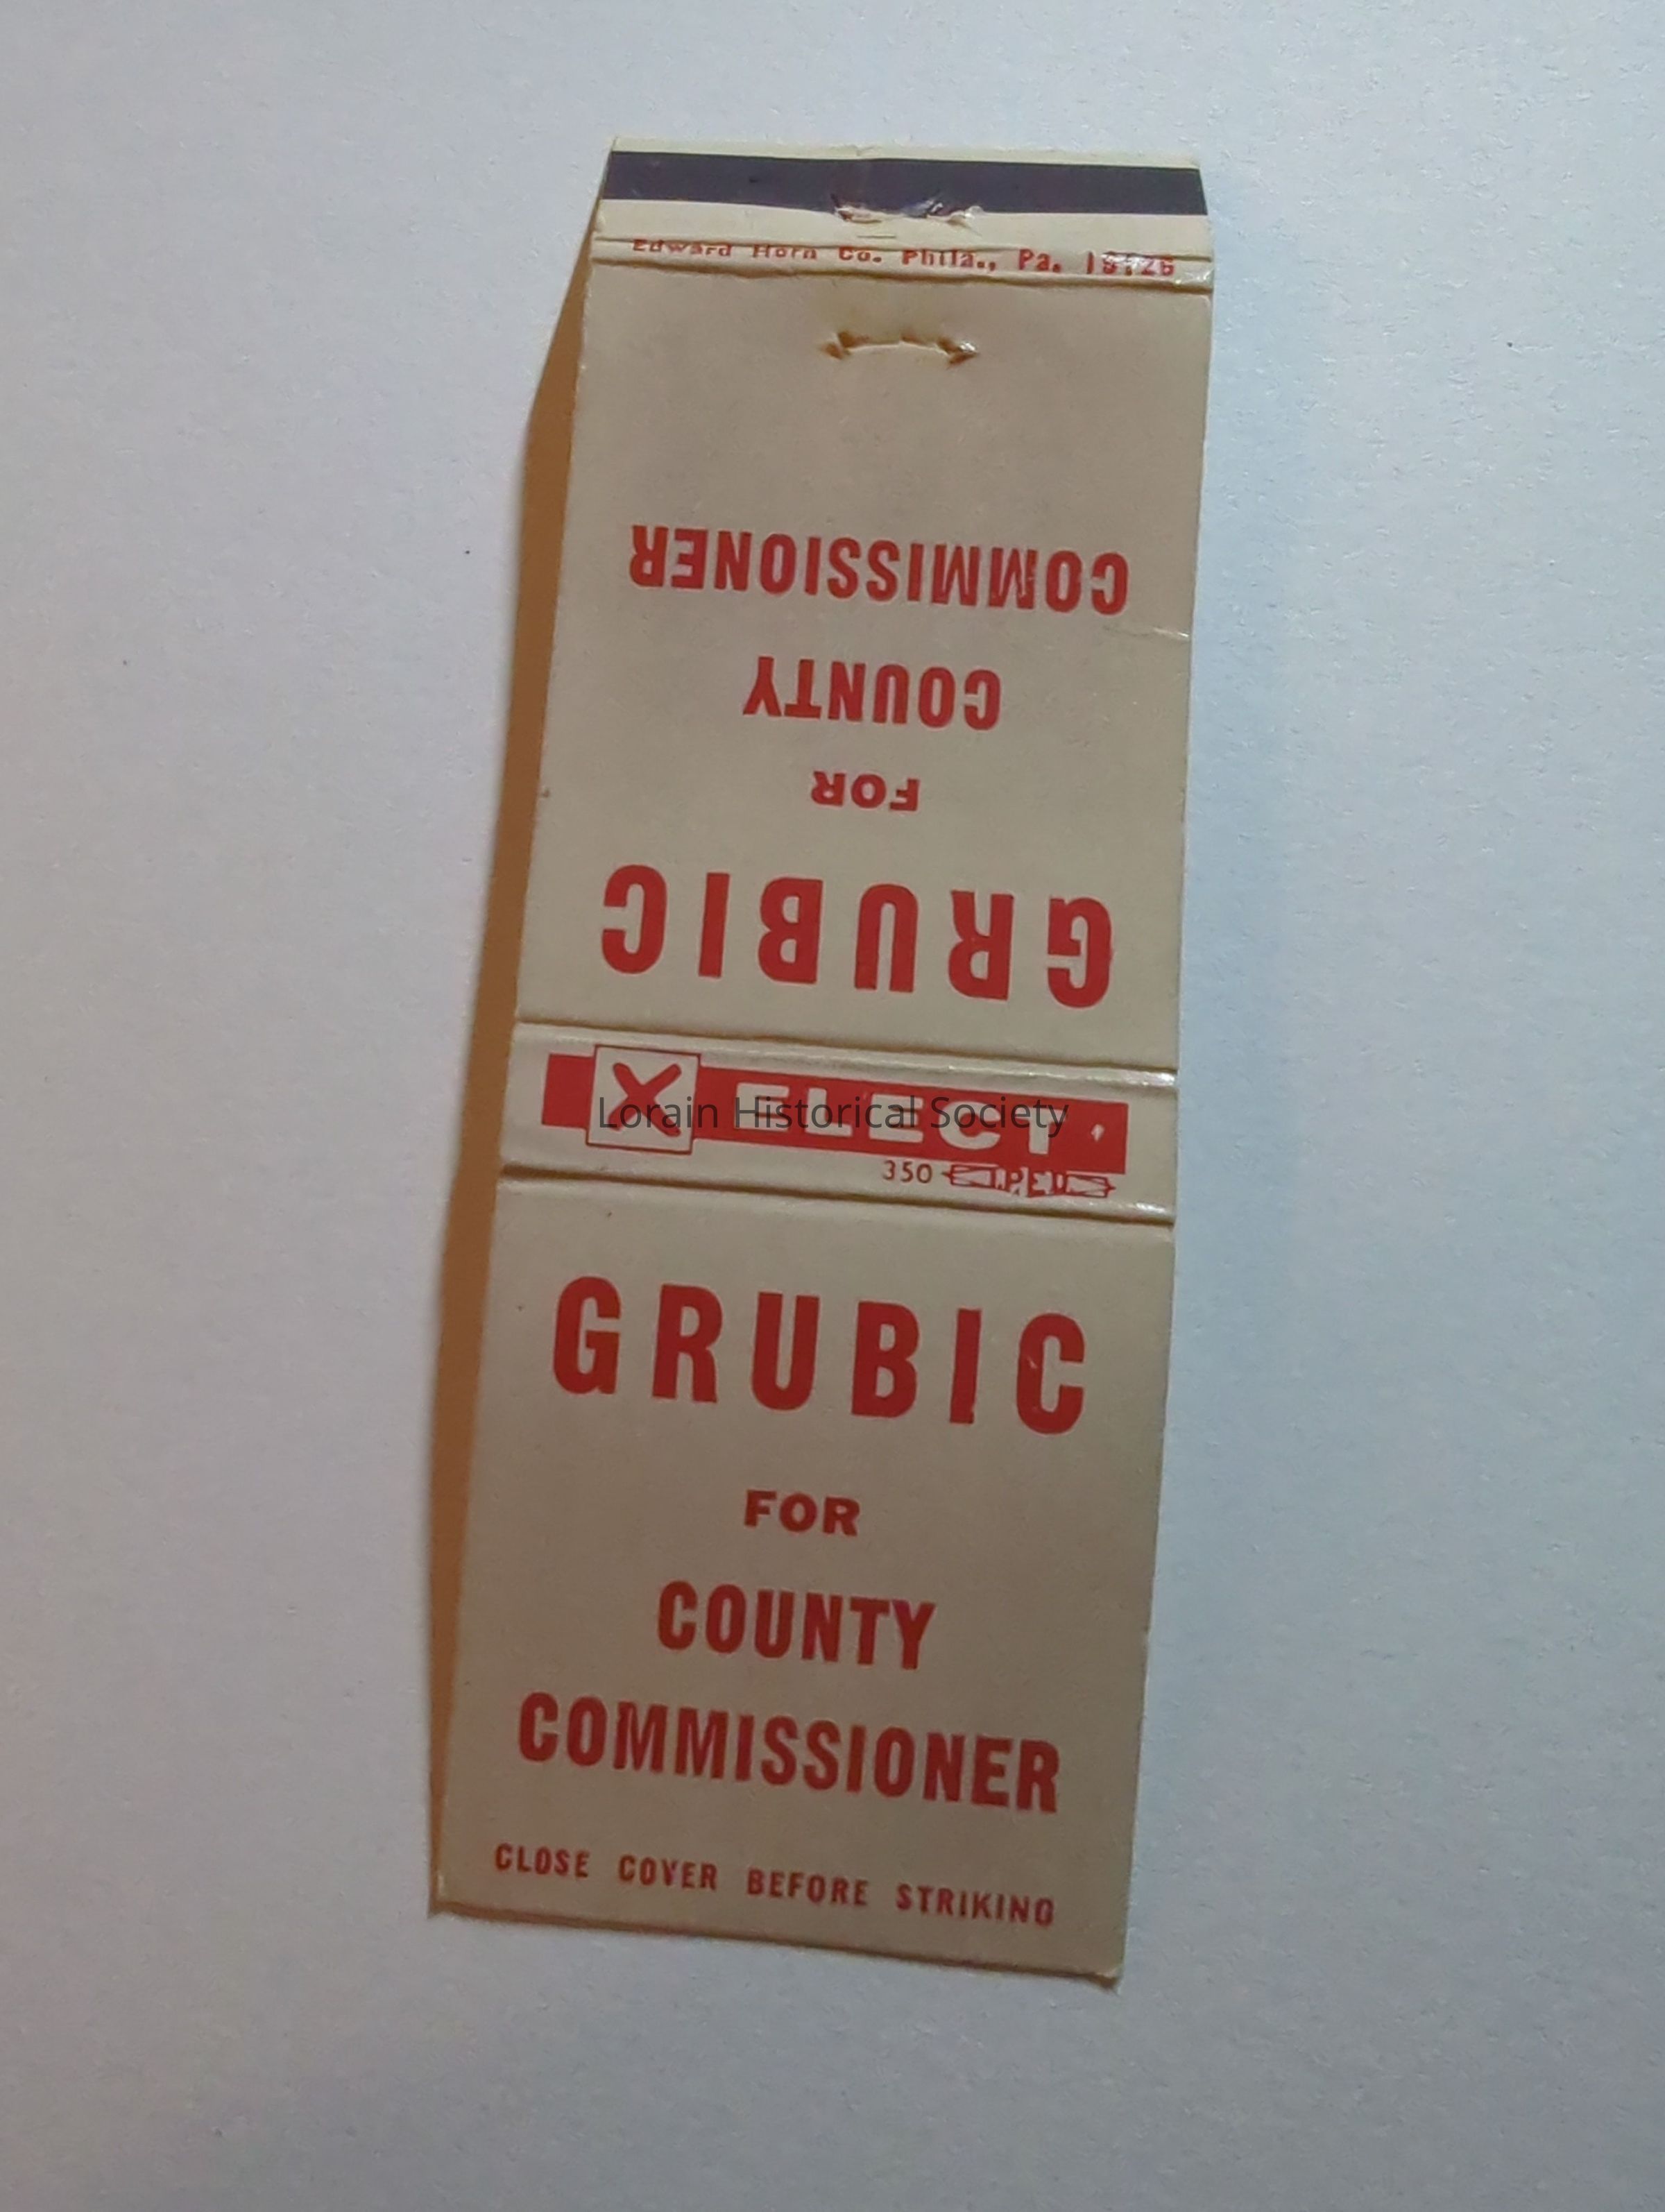 Edward Horn Co. Phila., Pa. 19126
GRUBIC
FOR
COUNTY
COMMISSIONER
X ELECT
350
Lorain Historical Society
GRUBIC
FOR
COUNTY
COMMISSIONER
CLOSE COVER BEFORE STRIKING